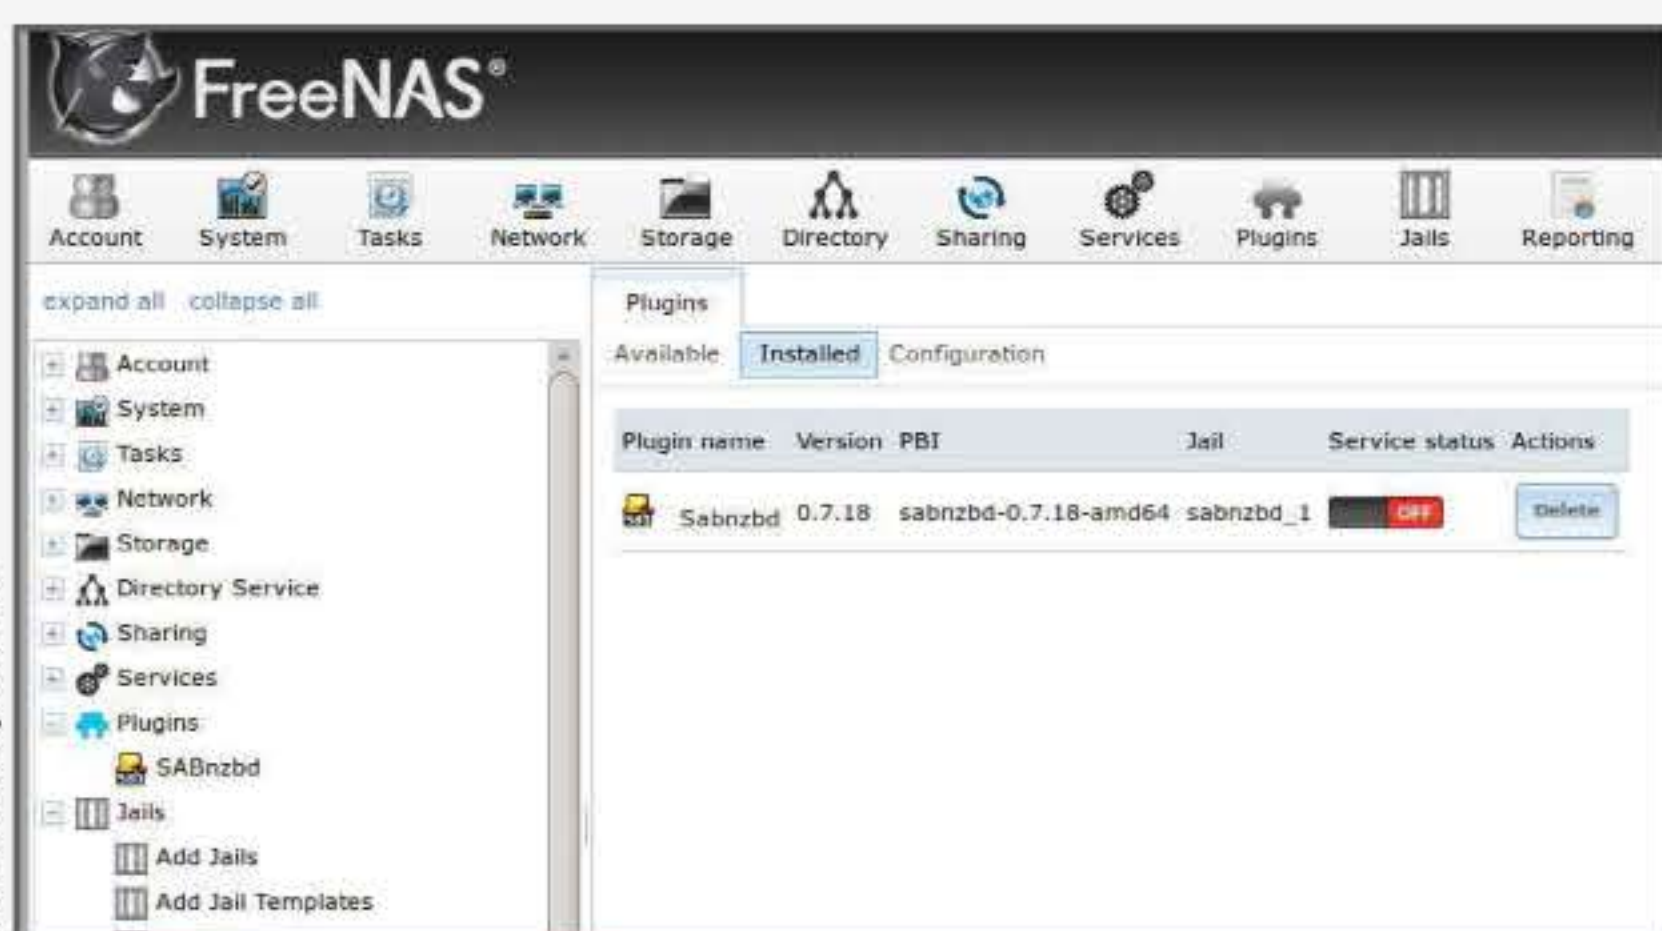 FreeNAS®
Account System Tasks Network Storage Directory Sharing Services Plugins Jails Reporting
expand all collapse all
Account
System
Tasks
Network
Storage
Directory Service
Sharing
Services
Plugins
SABnzbd
Jails
Add Jails
Add Jail Templates
Plugins
Available Installed Configuration
Plugin name Version PBI Jail Service status Actions
Sabnzbd 0.7.18 sabnzbd-0.7.18-amd64 sabnzbd_1 OFF Delete